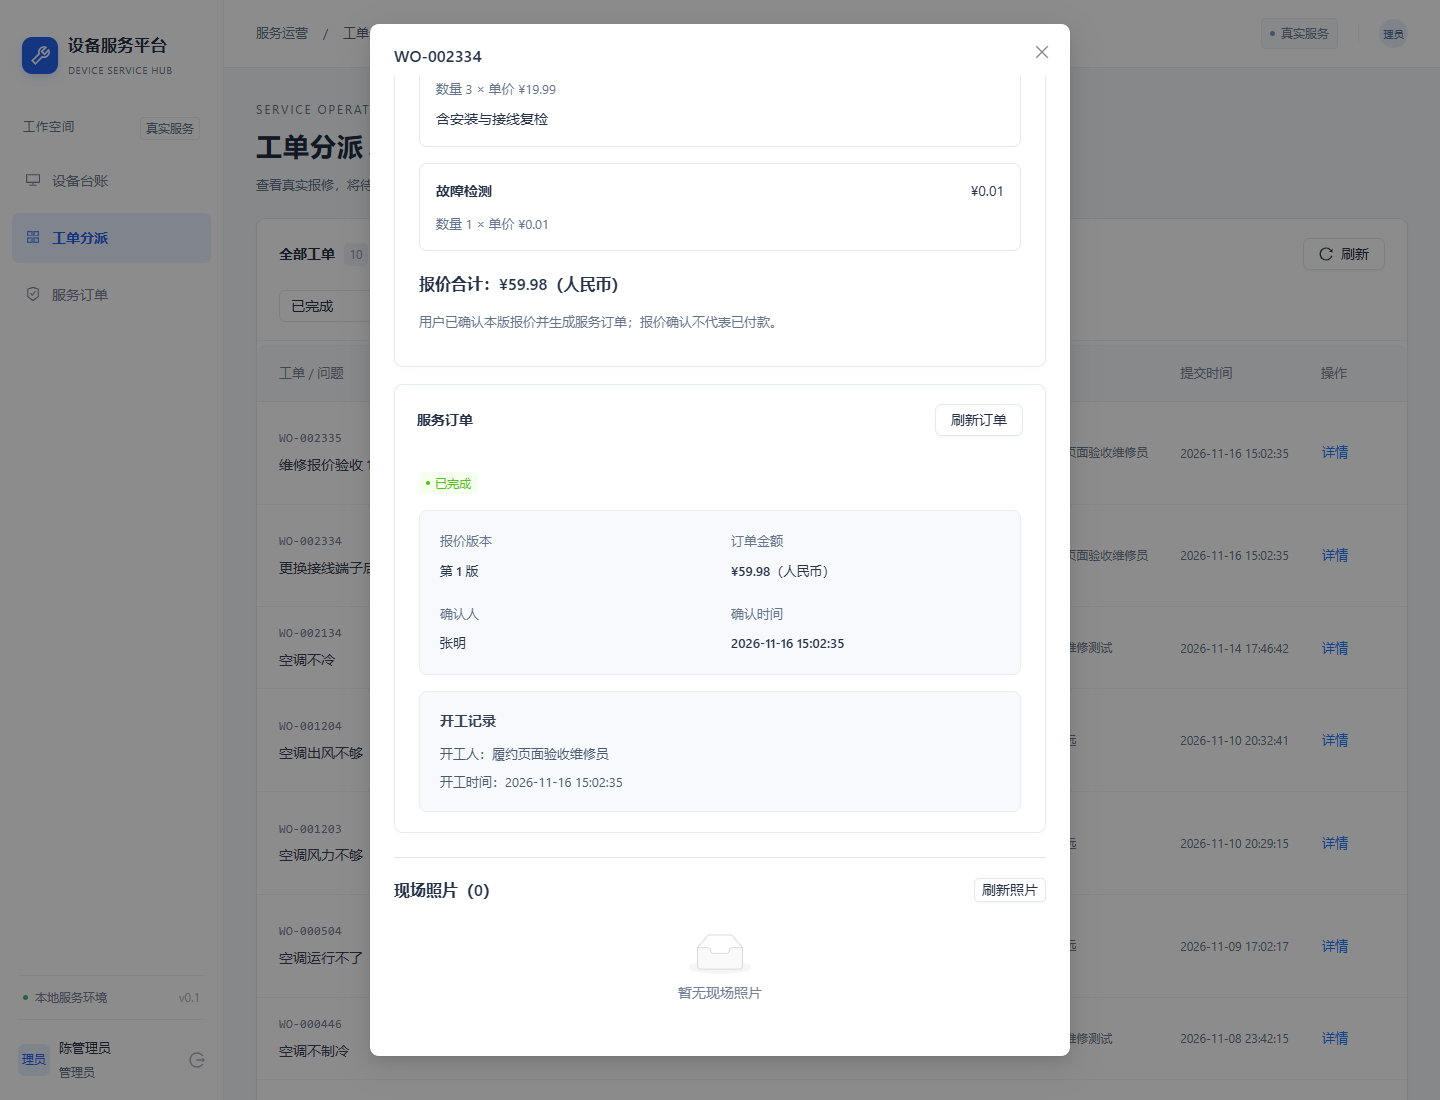 设备服务平台
DEVICE SERVICE HUB
工作空间
真实服务
设备台账
工单分派
服务订单
本地服务环境
v0.1
理员
陈管理员
管理员
服务运营 / 工单
真实服务
理员
SERVICE OPERAT
工单分派
查看真实报修，将待
全部工单 10
刷新
已完成
工单 / 问题
提交时间
操作
WO-002335
维修报价验收 1
页面验收维修员
2026-11-16 15:02:35
详情
WO-002334
更换接线端子后
页面验收维修员
2026-11-16 15:02:35
详情
WO-002134
空调不冷
维修测试
2026-11-14 17:46:42
详情
WO-001204
空调出风不够
2026-11-10 20:32:41
详情
WO-001203
空调风力不够
2026-11-10 20:29:15
详情
WO-000504
空调运行不了
2026-11-09 17:02:17
详情
WO-000446
空调不制冷
维修测试
2026-11-08 23:42:15
详情
WO-002334
数量 3 × 单价 ¥19.99
含安装与接线复检
故障检测
¥0.01
数量 1 × 单价 ¥0.01
报价合计：¥59.98（人民币）
用户已确认本版报价并生成服务订单；报价确认不代表已付款。
服务订单
刷新订单
已完成
报价版本
订单金额
第 1 版
¥59.98（人民币）
确认人
确认时间
张明
2026-11-16 15:02:35
开工记录
开工人：履约页面验收维修员
开工时间：2026-11-16 15:02:35
现场照片（0）
刷新照片
暂无现场照片